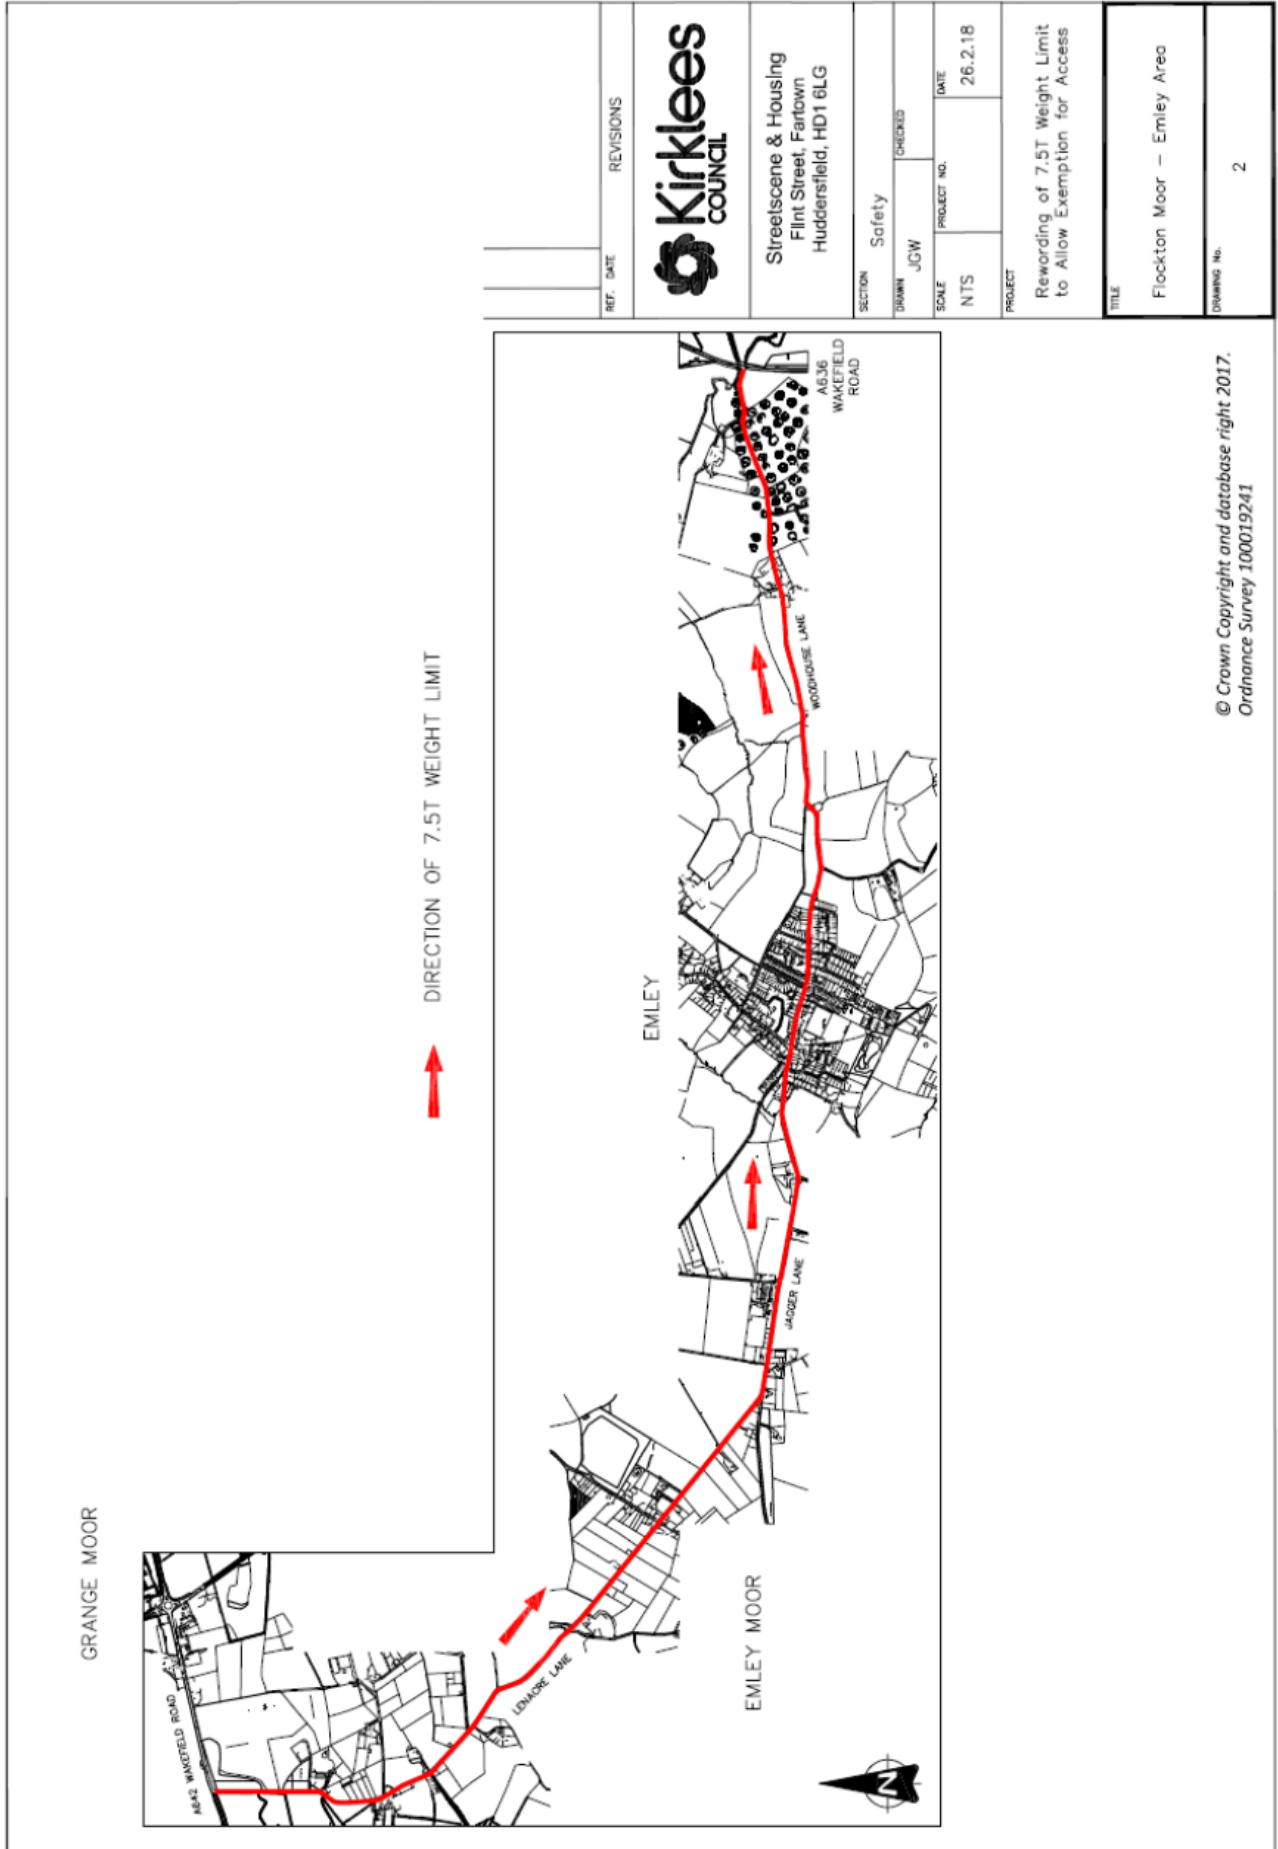 GRANGE MOOR
A642 WAKEFIELD ROAD
LENACRE LANE
EMLEY MOOR
N
DIRECTION OF 7.5T WEIGHT LIMIT
EMLEY
JAGGER LANE
WOODHOUSE LANE
A636
WAKEFIELD
ROAD
REF.
DATE
REVISIONS
Kirklees
COUNCIL
Streetscene & Housing
Flint Street, Fartown
Huddersfield, HD1 6LG
SECTION
Safety
DRAWN
JGW
CHECKED
SCALE
NTS
PROJECT NO.
DATE
26.2.18
PROJECT
Rewording of 7.5T Weight Limit
to Allow Exemption for Access
TITLE
Flockton Moor – Emley Area
DRAWING No.
2
© Crown Copyright and database right 2017.
Ordnance Survey 100019241